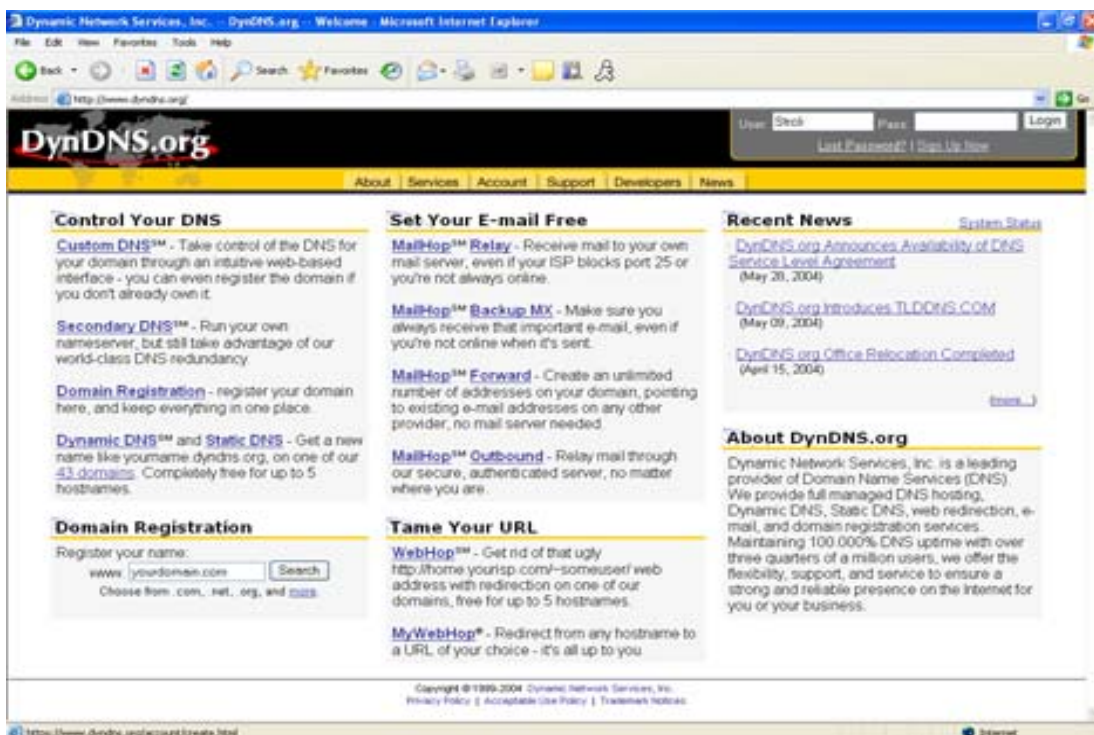 Dynamic Network Services, Inc. -- DynDNS.org -- Welcome - Microsoft Internet Explorer
File Edit View Favorites Tools Help
Back Search Favorites
Address http://www.dyndns.org/ Go
DynDNS.org
User: Pass: Login
Lost Password? | Sign Up Now
About Services Account Support Developers News
Control Your DNS
Custom DNS℠ - Take control of the DNS for
your domain through an intuitive web-based
interface - you can even register the domain if
you don't already own it.
Secondary DNS℠ - Run your own
nameserver, but still take advantage of our
world-class DNS redundancy.
Domain Registration - register your domain
here, and keep everything in one place.
Dynamic DNS℠ and Static DNS - Get a new
name like yourname.dyndns.org, on one of our
43 domains. Completely free for up to 5
hostnames.
Domain Registration
Register your name:
www. yourdomain.com Search
Choose from .com, .net, .org, and more.
Set Your E-mail Free
MailHop℠ Relay - Receive mail to your own
mail server, even if your ISP blocks port 25 or
you're not always online.
MailHop℠ Backup MX - Make sure you
always receive that important e-mail, even if
you're not online when it's sent.
MailHop℠ Forward - Create an unlimited
number of addresses on your domain, pointing
to existing e-mail addresses on any other
provider, no mail server needed.
MailHop℠ Outbound - Relay mail through
our secure, authenticated server, no matter
where you are.
Tame Your URL
WebHop℠ - Get rid of that ugly
http://home.yourisp.com/~someuser/ web
address with redirection on one of our
domains, free for up to 5 hostnames.
MyWebHop® - Redirect from any hostname to
a URL of your choice - it's all up to you.
Recent News System Status
DynDNS.org Announces Availability of DNS
Service Level Agreement
(May 28, 2004)
DynDNS.org Introduces TLDDNS.COM
(May 09, 2004)
DynDNS.org Office Relocation Completed
(April 15, 2004)
(more...)
About DynDNS.org
Dynamic Network Services, Inc. is a leading
provider of Domain Name Services (DNS).
We provide full managed DNS hosting,
Dynamic DNS, Static DNS, web redirection, e-
mail, and domain registration services.
Maintaining 100.000% DNS uptime with over
three quarters of a million users, we offer the
flexibility, support, and service to ensure a
strong and reliable presence on the Internet for
you or your business.
Copyright © 1999-2004 Dynamic Network Services, Inc.
Privacy Policy | Acceptable Use Policy | Trademark Notices
https://www.dyndns.org/account/create.html Internet